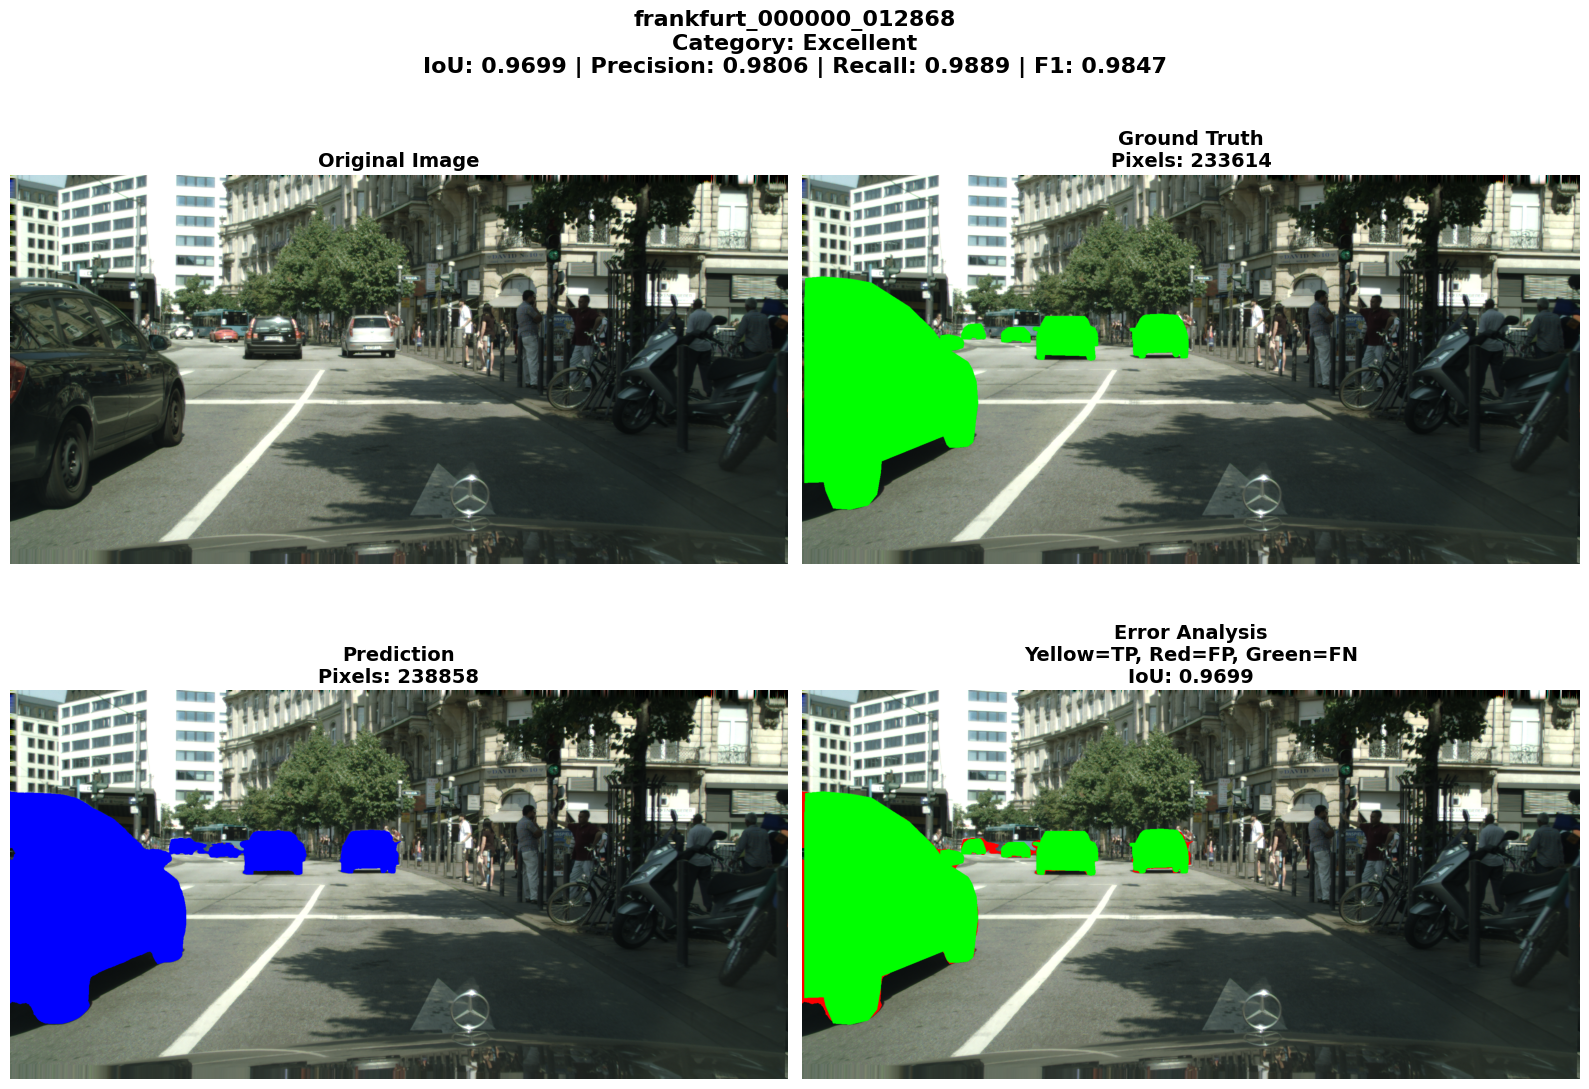 frankfurt_000000_012868
Category: Excellent
IoU: 0.9699 | Precision: 0.9806 | Recall: 0.9889 | F1: 0.9847
Original Image
Ground Truth
Pixels: 233614
Prediction
Pixels: 238858
Error Analysis
Yellow=TP, Red=FP, Green=FN
IoU: 0.9699